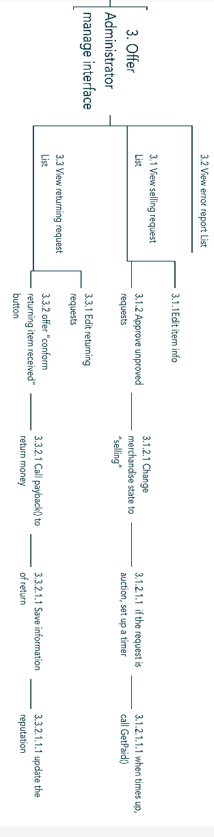 3. Offer
Administrator
manage interface
3.2 View error report List
3.1 View selling request
List
3.1.1Edit item info
3.1.2 Approve unproved
requests
3.1.2.1 Change
merchandise state to
"selling"
3.1.2.1.1 if the request is
auction, set up a timer
3.1.2.1.1.1 when times up,
call GetPaid()
3.3 View returning request
List
3.3.1 Edit returning
requests
3.3.2 offer "conform
returning item received"
button
3.3.2.1 Call payback() to
return money
3.3.2.1.1 Save information
of return
3.3.2.1.1.1 update the
reputation